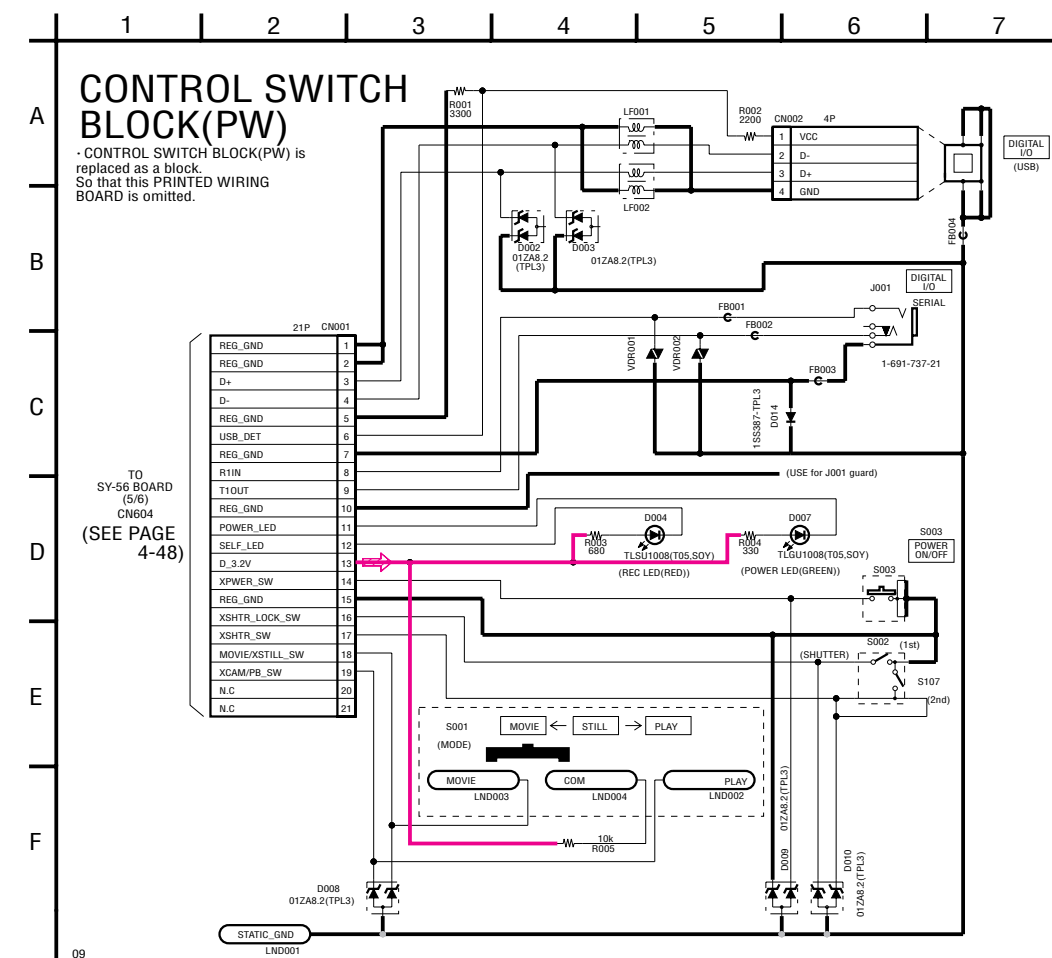 1 2 3 4 5 6 7
A
B
C
D
E
F
CONTROL SWITCH
BLOCK(PW)
· CONTROL SWITCH BLOCK(PW) is
replaced as a block.
So that this PRINTED WIRING
BOARD is omitted.
R001
3300
LF001
LF002
R002
2200
CN002 4P
1 VCC
2 D-
3 D+
4 GND
DIGITAL
I/O
(USB)
FB004
D002
01ZA8.2
(TPL3)
D003
01ZA8.2(TPL3)
DIGITAL
I/O
J001
SERIAL
1-691-737-21
FB001
FB002
FB003
VDR001
VDR002
1SS387-TPL3
D014
21P CN001
REG_GND 1
REG_GND 2
D+ 3
D- 4
REG_GND 5
USB_DET 6
REG_GND 7
R1IN 8
T1OUT 9
REG_GND 10
POWER_LED 11
SELF_LED 12
D_3.2V 13
XPWER_SW 14
REG_GND 15
XSHTR_LOCK_SW 16
XSHTR_SW 17
MOVIE/XSTILL_SW 18
XCAM/PB_SW 19
N.C 20
N.C 21
TO
SY-56 BOARD
(5/6)
CN604
(SEE PAGE
4-48)
(USE for J001 guard)
R003
680
D004
TLSU1008(T05,SOY)
(REC LED(RED))
R004
330
D007
TLGU1008(T05,SOY)
(POWER LED(GREEN))
S003
POWER
ON/OFF
S003
S002 (1st)
(SHUTTER)
S107
(2nd)
S001
(MODE)
MOVIE STILL PLAY
MOVIE
LND003
COM
LND004
PLAY
LND002
10k
R005
D008
01ZA8.2(TPL3)
01ZA8.2(TPL3)
D009
D010
01ZA8.2(TPL3)
STATIC_GND
LND001
09